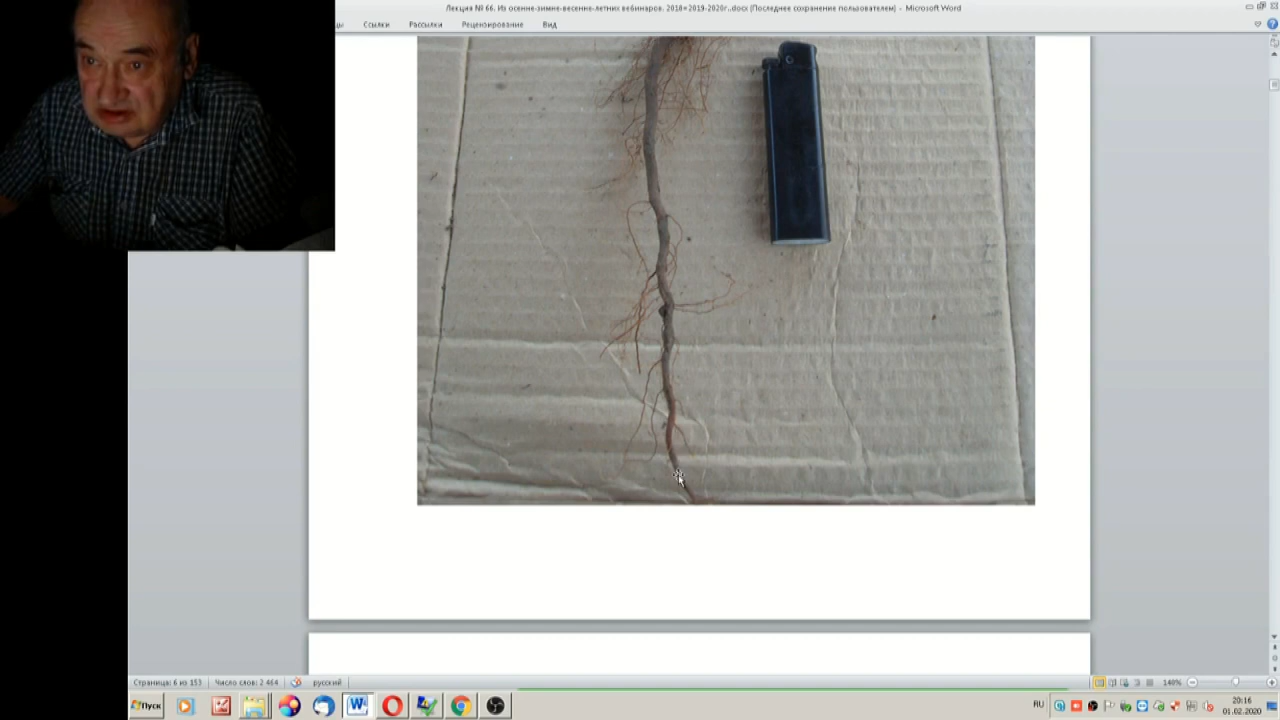 Лекция № 66. Из осенне-зимне-весенне-летних вебинаров. 2018=2019-2020г..docx (Последнее сохранение пользователем) - Microsoft Word
цы Ссылки Рассылки Рецензирование Вид
Страница: 6 из 153 Число слов: 2 464 русский 140%
Пуск RU 20:16
01.02.2020